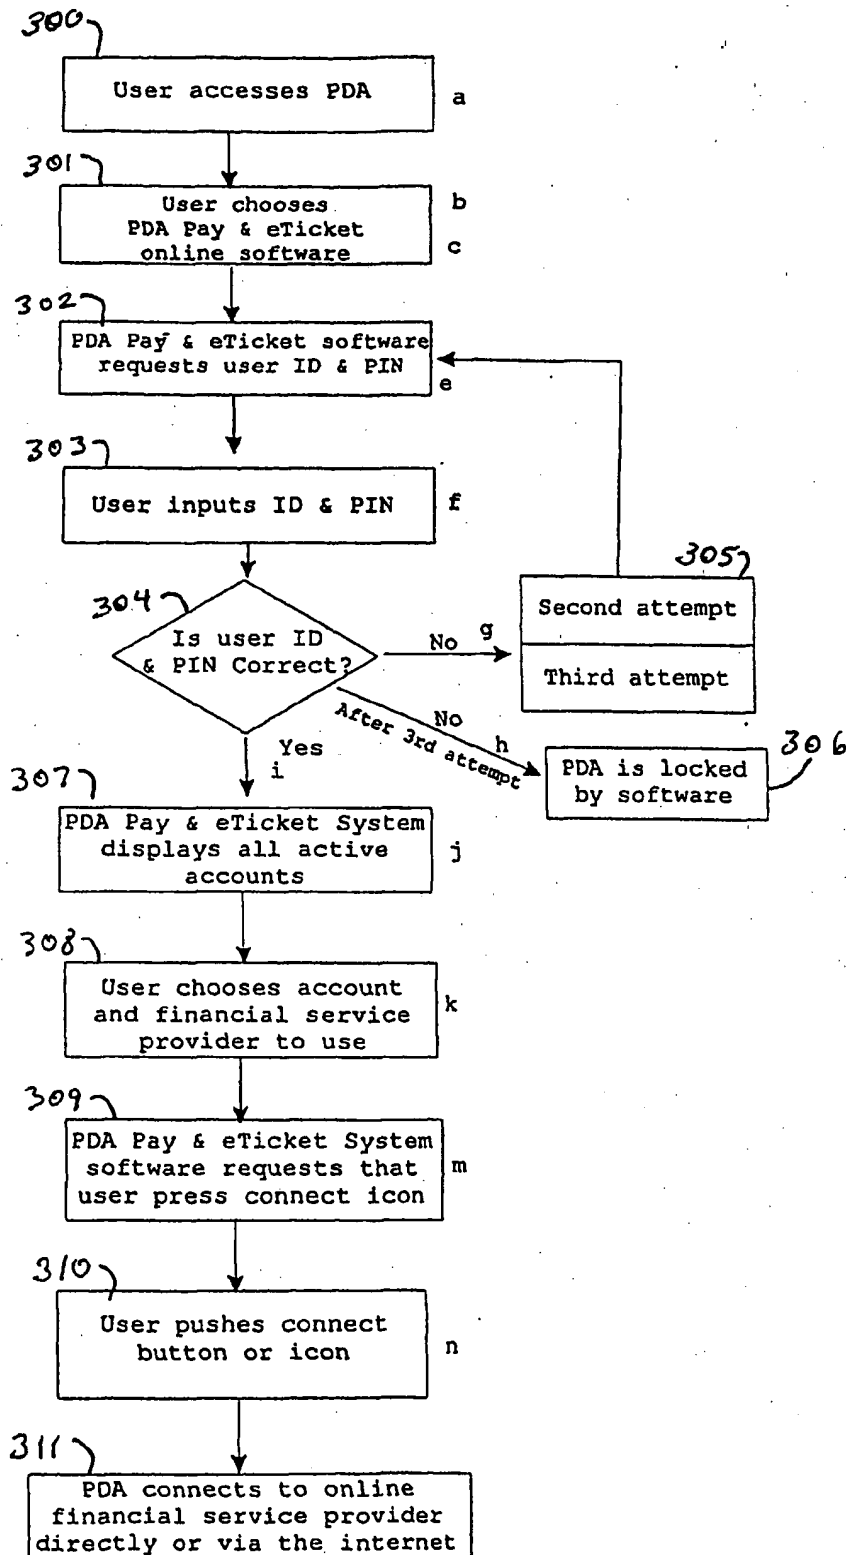 300
User accesses PDA
a
301
User chooses
b
PDA Pay & eTicket
online software
c
302
PDA Pay & eTicket software
requests user ID & PIN
e
303
User inputs ID & PIN
f
304
Is user ID
& PIN Correct?
No
g
305
Second attempt
Third attempt
No
h
After 3rd attempt
306
PDA is locked
by software
Yes
i
307
PDA Pay & eTicket System
displays all active
accounts
j
308
User chooses account
and financial service
provider to use
k
309
PDA Pay & eTicket System
software requests that
user press connect icon
m
310
User pushes connect
button or icon
n
311
PDA connects to online
financial service provider
directly or via the internet